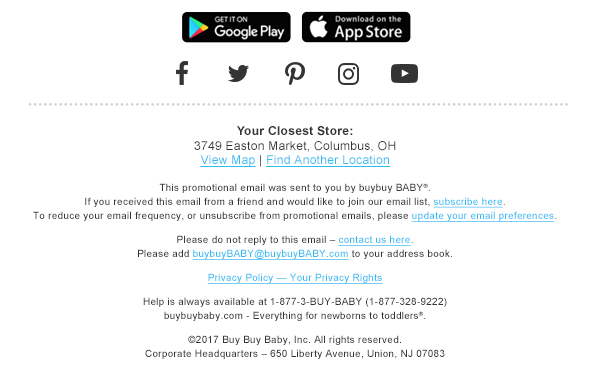 GET IT ON
Google Play
Download on the
App Store
Your Closest Store:
3749 Easton Market, Columbus, OH
View Map | Find Another Location
This promotional email was sent to you by buybuy BABY®.
If you received this email from a friend and would like to join our email list, subscribe here.
To reduce your email frequency, or unsubscribe from promotional emails, please update your email preferences.
Please do not reply to this email – contact us here.
Please add buybuyBABY@buybuyBABY.com to your address book.
Privacy Policy — Your Privacy Rights
Help is always available at 1-877-3-BUY-BABY (1-877-328-9222)
buybuybaby.com - Everything for newborns to toddlers®.
©2017 Buy Buy Baby, Inc. All rights reserved.
Corporate Headquarters – 650 Liberty Avenue, Union, NJ 07083